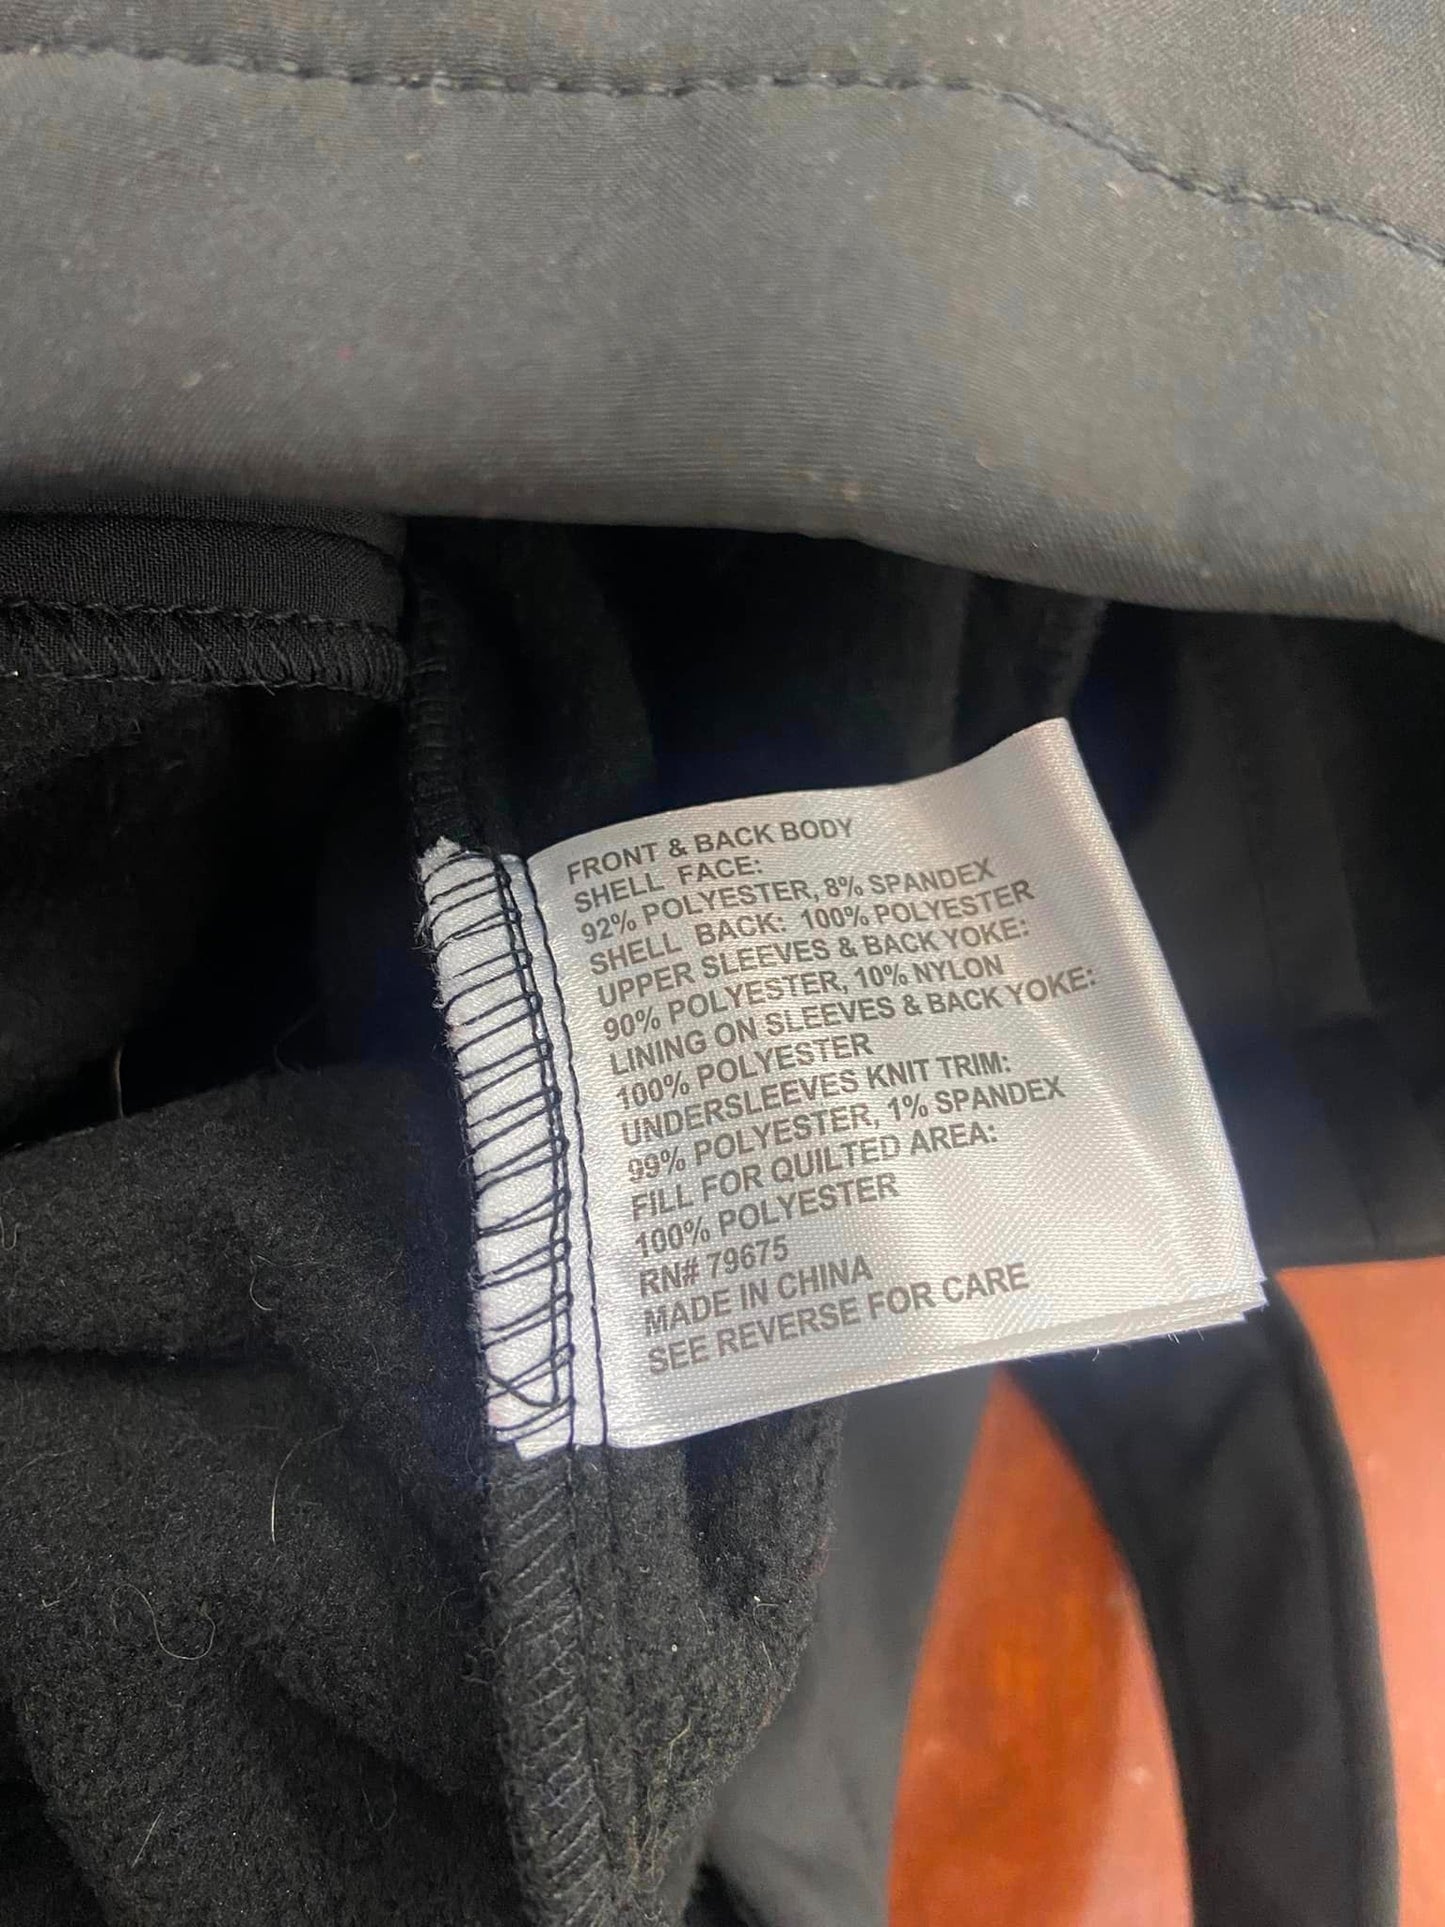 FRONT & BACK BODY
SHELL FACE:
92% POLYESTER, 8% SPANDEX
SHELL BACK: 100% POLYESTER
UPPER SLEEVES & BACK YOKE:
90% POLYESTER, 10% NYLON
LINING ON SLEEVES & BACK YOKE:
100% POLYESTER
UNDERSLEEVES KNIT TRIM:
99% POLYESTER, 1% SPANDEX
FILL FOR QUILTED AREA:
100% POLYESTER
RN# 79675
MADE IN CHINA
SEE REVERSE FOR CARE